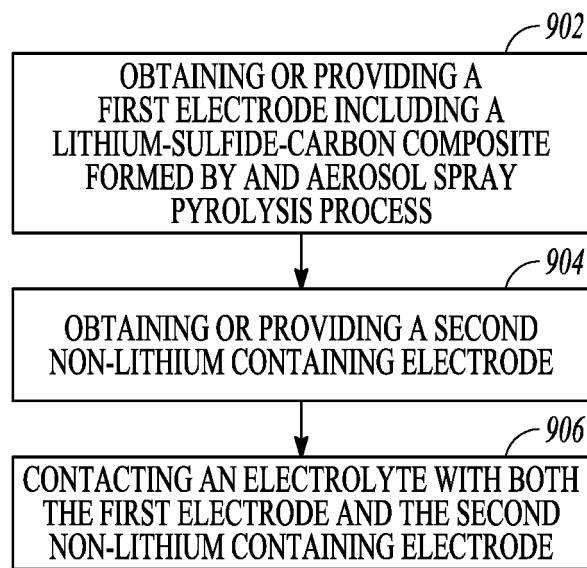 902
OBTAINING OR PROVIDING A
FIRST ELECTRODE INCLUDING A
LITHIUM-SULFIDE-CARBON COMPOSITE
FORMED BY AND AEROSOL SPRAY
PYROLYSIS PROCESS
904
OBTAINING OR PROVIDING A SECOND
NON-LITHIUM CONTAINING ELECTRODE
906
CONTACTING AN ELECTROLYTE WITH BOTH
THE FIRST ELECTRODE AND THE SECOND
NON-LITHIUM CONTAINING ELECTRODE